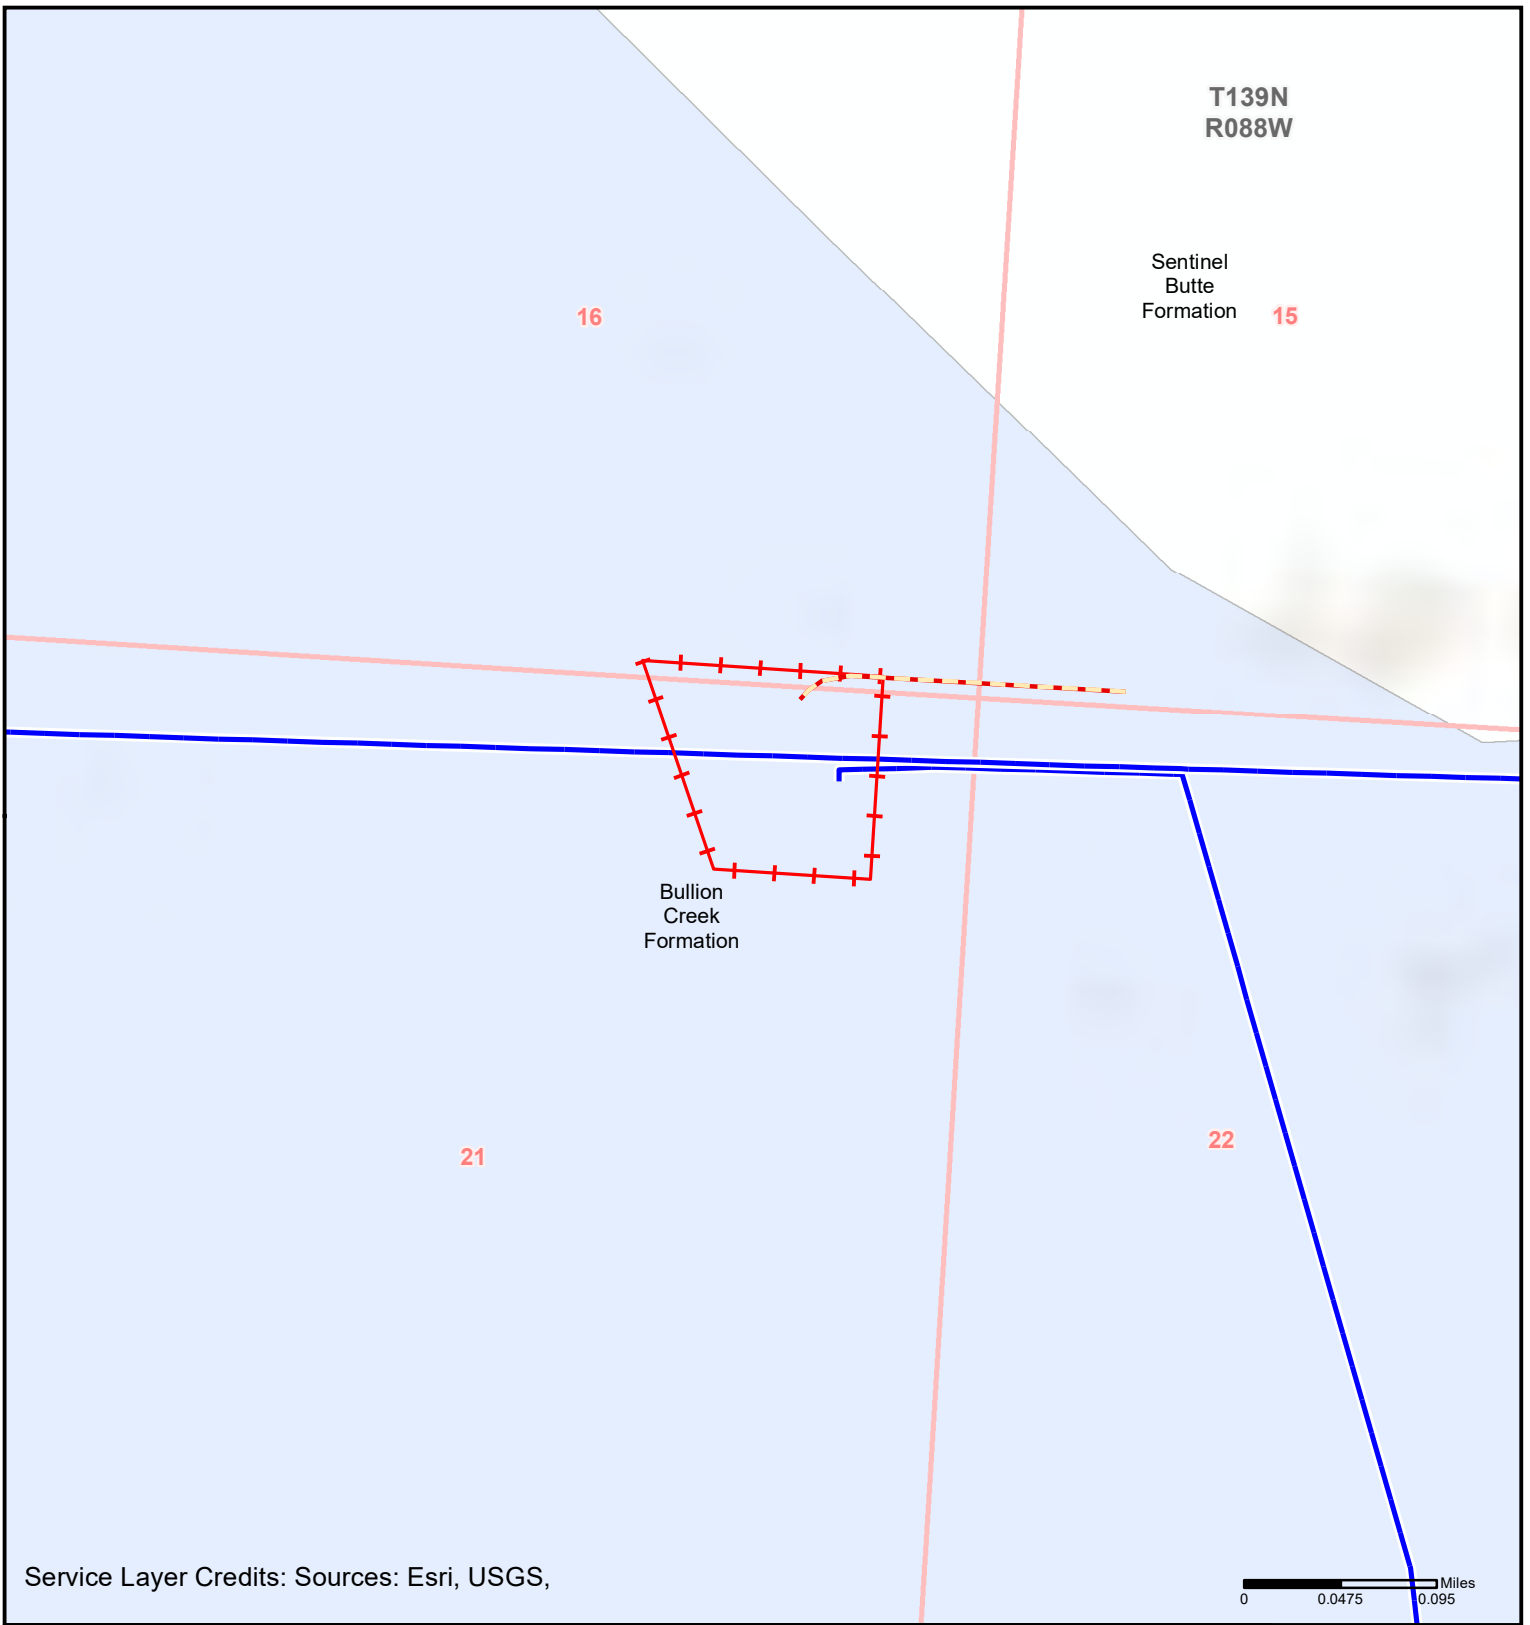 T139N
R088W
Sentinel
Butte
Formation
16
15
Bullion
Creek
Formation
22
21
Service Layer Credits: Sources: Esri, USGS,
Miles
0 0.0475 0.095